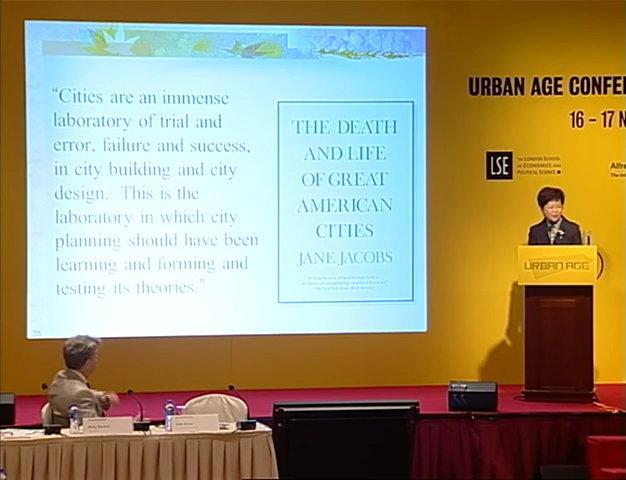 "Cities are an immense
laboratory of trial and
error, failure and success,
in city building and city
design. This is the
laboratory in which city
planning should have been
learning and forming and
testing its theories."
THE DEATH
AND LIFE
OF GREAT
AMERICAN
CITIES
JANE JACOBS
35
URBAN AGE CONFE
16 – 17 N
LSE
THE LONDON SCHOOL
OF ECONOMICS AND
POLITICAL SCIENCE
Alfre
URBAN AGE